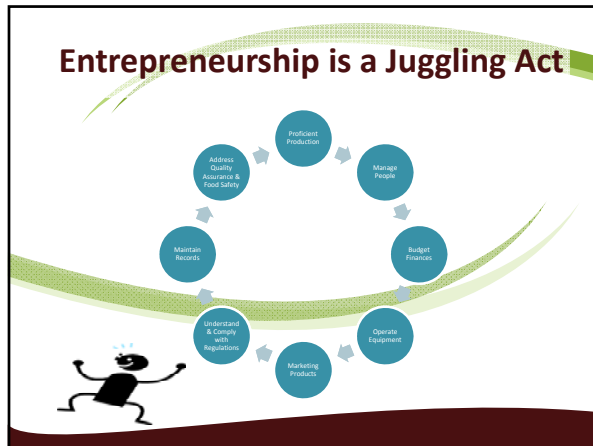 Entrepreneurship is a Juggling Act
Proficient
Production
Manage
People
Budget
Finances
Operate
Equipment
Marketing
Products
Understand
& Comply
with
Regulations
Maintain
Records
Address
Quality
Assurance &
Food Safety